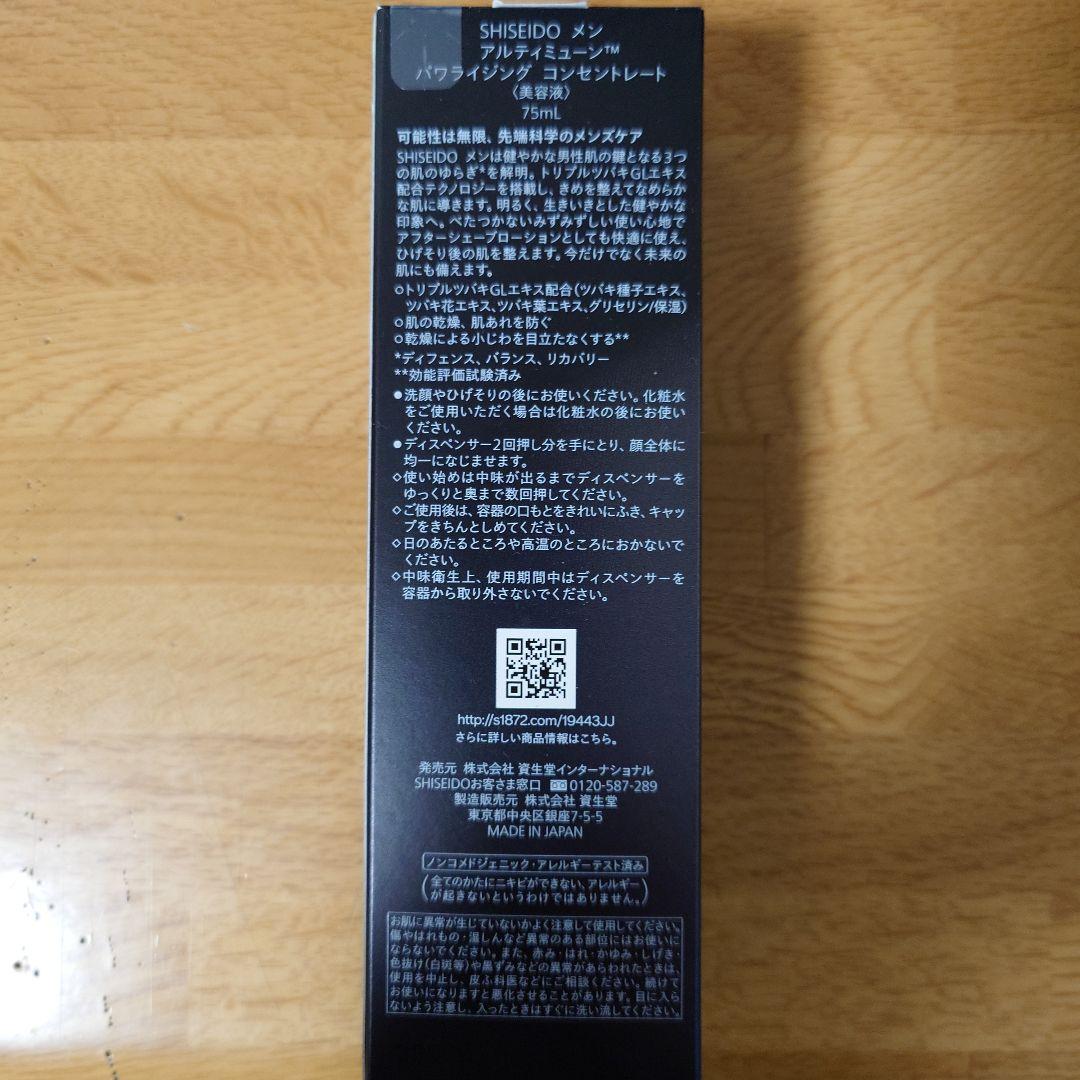 SHISEIDO メン
アルティミューン™
パワライジング コンセントレート
〈美容液〉
75mL
可能性は無限、先端科学のメンズケア
SHISEIDO メンは健やかな男性肌の鍵となる3つ
の肌のゆらぎ*を解明。トリプルツバキGLエキス
配合テクノロジーを搭載し、きめを整えてなめらか
な肌に導きます。明るく、生きいきとした健やかな
印象へ。べたつかないみずみずしい使い心地で
アフターシェーブローションとしても快適に使え、
ひげそり後の肌を整えます。今だけでなく未来の
肌にも備えます。
○トリプルツバキGLエキス配合(ツバキ種子エキス、
ツバキ花エキス、ツバキ葉エキス、グリセリン/保湿)
○肌の乾燥、肌あれを防ぐ
○乾燥による小じわを目立たなくする**
*ディフェンス、バランス、リカバリー
**効能評価試験済み
●洗顔やひげそりの後にお使いください。化粧水
をご使用いただく場合は化粧水の後にお使い
ください。
●ディスペンサー2回押し分を手にとり、顔全体に
均一になじませます。
◇使い始めは中味が出るまでディスペンサーを
ゆっくりと奥まで数回押してください。
◇ご使用後は、容器の口もとをきれいにふき、キャッ
プをきちんとしめてください。
◇日のあたるところや高温のところにおかないで
ください。
◇中味衛生上、使用期間中はディスペンサーを
容器から取り外さないでください。
http://s1872.com/19443JJ
さらに詳しい商品情報はこちら。
発売元 株式会社 資生堂インターナショナル
SHISEIDOお客さま窓口 0120-587-289
製造販売元 株式会社 資生堂
東京都中央区銀座7-5-5
MADE IN JAPAN
ノンコメドジェニック・アレルギーテスト済み
(全てのかたにニキビができない、アレルギー
が起きないというわけではありません。)
お肌に異常が生じていないかよく注意して使用してください。
傷やはれもの・湿しんなど異常のある部位にはお使いに
ならないでください。また、赤み・はれ・かゆみ・しげき・
色抜け(白斑等)や黒ずみなどの異常があらわれたときは、
使用を中止し、皮ふ科医などにご相談ください。続けて
お使いになりますと悪化させることがあります。目に入ら
ないよう注意し、入ったときはすぐに洗い流してください。